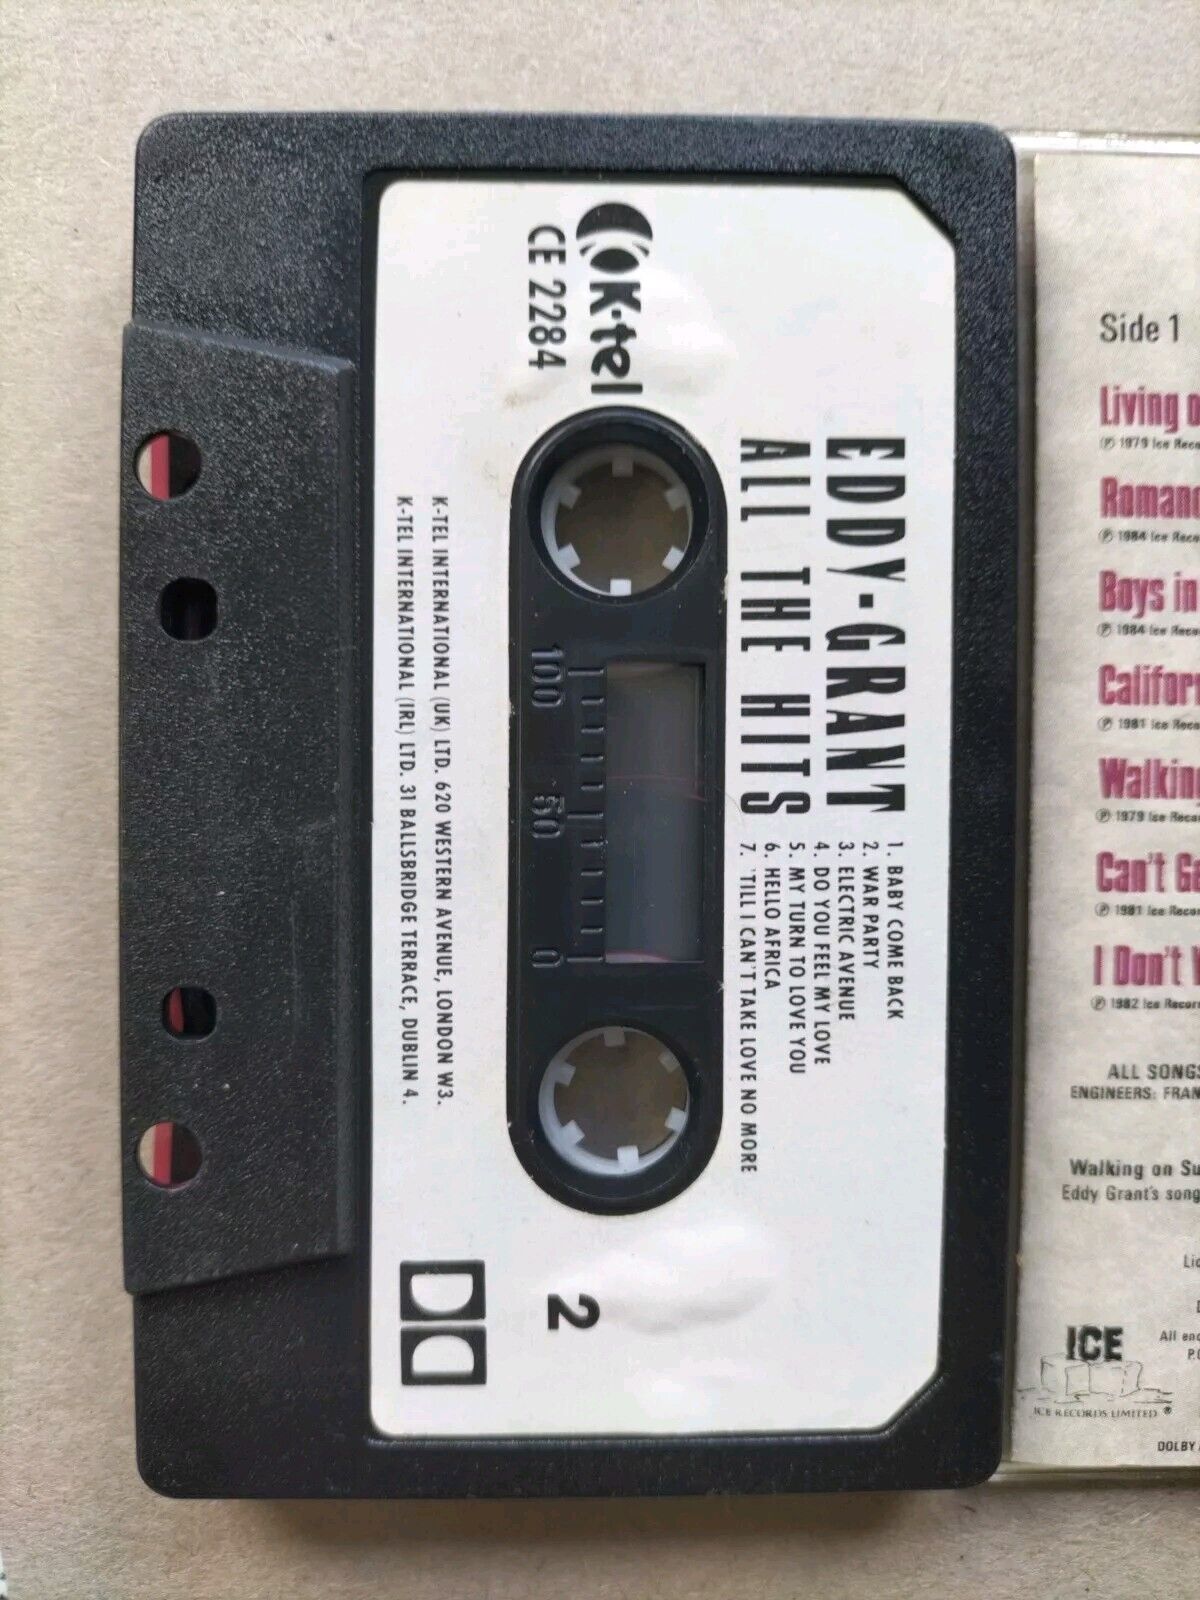 K-tel
CE 2284
EDDY-GRANT
ALL THE HITS
1. BABY COME BACK
2. WAR PARTY
3. ELECTRIC AVENUE
4. DO YOU FEEL MY LOVE
5. MY TURN TO LOVE YOU
6. HELLO AFRICA
7. 'TILL I CAN'T TAKE LOVE NO MORE
100 50 0
2
K-TEL INTERNATIONAL (UK) LTD. 620 WESTERN AVENUE, LONDON W3.
K-TEL INTERNATIONAL (IRL) LTD. 31 BALLSBRIDGE TERRACE, DUBLIN 4.
Side 1
Living
℗ 1979 Ice
Roman
℗ 1984 Ice
Boys in
℗ 1984 Ice
Califor
℗ 1981 Ice
Walking
℗ 1979 Ice
Can't
℗ 1981 Ice
I Don't
℗ 1982 Ice
ALL SONGS
ENGINEERS: FRAN
Walking on Su
Eddy Grant's song
Lic
All
ICE
ICE RECORDS LIMITED ®
DOLBY